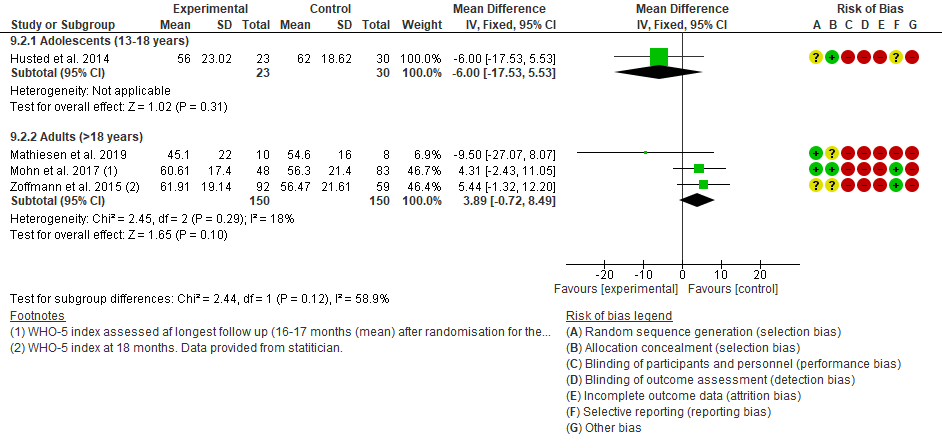 Experimental Control Mean Difference Mean Difference Risk of Bias
Study or Subgroup Mean SD Total Mean SD Total Weight IV, Fixed, 95% CI IV, Fixed, 95% CI A B C D E F G
9.2.1 Adolescents (13-18 years)
Husted et al. 2014 56 23.02 23 62 18.62 30 100.0% -6.00 [-17.53, 5.53] ? + − − − ? −
Subtotal (95% CI) 23 30 100.0% -6.00 [-17.53, 5.53]
Heterogeneity: Not applicable
Test for overall effect: Z = 1.02 (P = 0.31)
9.2.2 Adults (>18 years)
Mathiesen et al. 2019 45.1 22 10 54.6 16 8 6.9% -9.50 [-27.07, 8.07] + ? − − − − −
Mohn et al. 2017 (1) 60.61 17.4 48 56.3 21.4 83 46.7% 4.31 [-2.43, 11.05] + + − − − + −
Zoffmann et al. 2015 (2) 61.91 19.14 92 56.47 21.61 59 46.4% 5.44 [-1.32, 12.20] ? ? − − − + −
Subtotal (95% CI) 150 150 100.0% 3.89 [-0.72, 8.49]
Heterogeneity: Chi² = 2.45, df = 2 (P = 0.29); I² = 18%
Test for overall effect: Z = 1.65 (P = 0.10)
-20 -10 0 10 20
Favours [experimental] Favours [control]
Test for subgroup differences: Chi² = 2.44, df = 1 (P = 0.12), I² = 58.9%
Footnotes
(1) WHO-5 index assessed af longest follow up (16-17 months (mean) after randomisation for the...
(2) WHO-5 index at 18 months. Data provided from statitician.
Risk of bias legend
(A) Random sequence generation (selection bias)
(B) Allocation concealment (selection bias)
(C) Blinding of participants and personnel (performance bias)
(D) Blinding of outcome assessment (detection bias)
(E) Incomplete outcome data (attrition bias)
(F) Selective reporting (reporting bias)
(G) Other bias